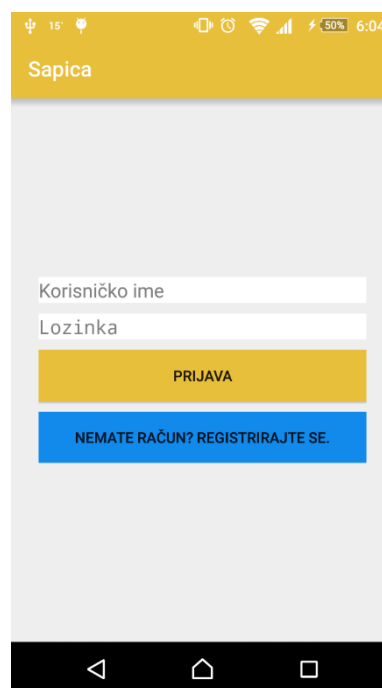 15° 50% 6:04
Sapica
Korisničko ime
Lozinka
PRIJAVA
NEMATE RAČUN? REGISTRIRAJTE SE.